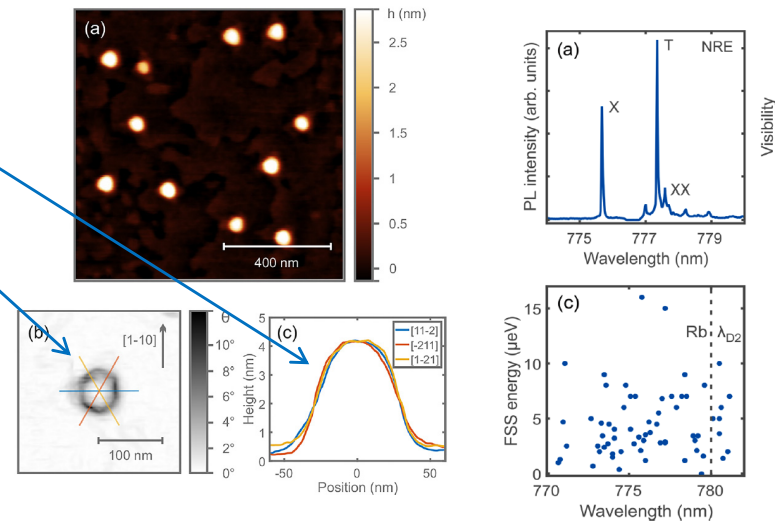 (a)
h (nm)
2.5
2
1.5
1
0.5
0
400 nm
(b)
[1-10]
100 nm
10°
8°
6°
4°
2°
0°
(c)
[11-2]
[-211]
[1-21]
5
4
3
2
1
0
Height (nm)
-50
0
50
Position (nm)
(a)
NRE
X
T
XX
PL intensity (arb. units)
775
777
779
Wavelength (nm)
Visibility
(c)
Rb
λD2
15
10
5
0
FSS energy (µeV)
770
775
780
Wavelength (nm)